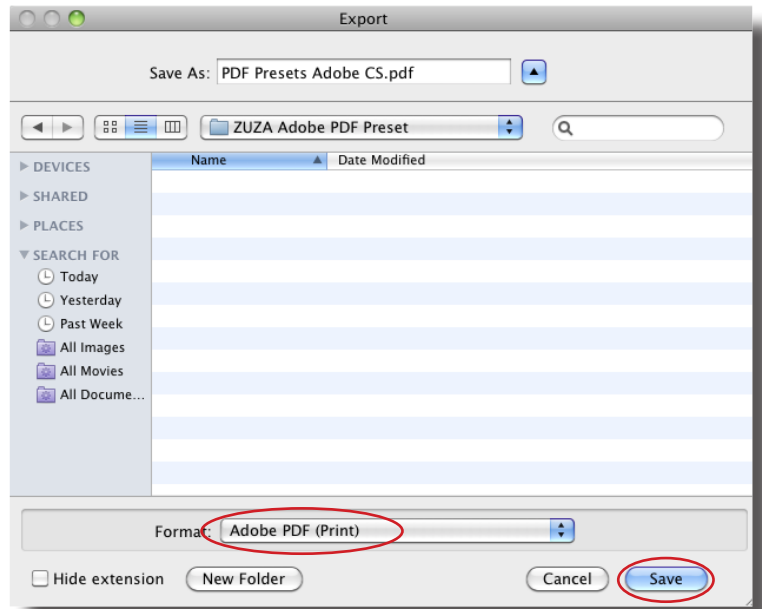 Export
Save As: PDF Presets Adobe CS.pdf
ZUZA Adobe PDF Preset
Name Date Modified
DEVICES
SHARED
PLACES
SEARCH FOR
Today
Yesterday
Past Week
All Images
All Movies
All Docume...
Format: Adobe PDF (Print)
Hide extension New Folder Cancel Save